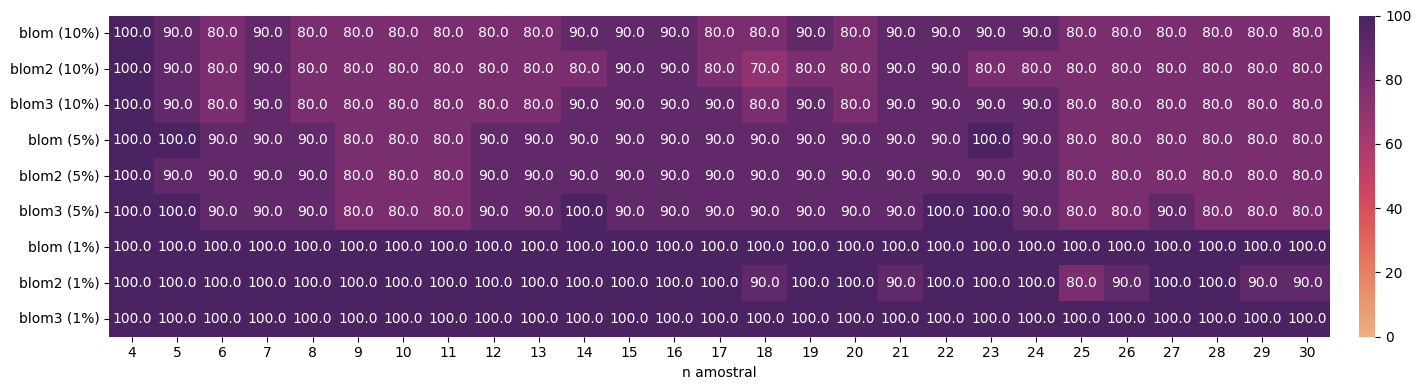 blom (10%) 100.0 90.0 80.0 90.0 80.0 80.0 80.0 80.0 80.0 80.0 90.0 90.0 90.0 80.0 80.0 90.0 80.0 90.0 90.0 90.0 90.0 80.0 80.0 80.0 80.0 80.0 80.0 100
blom2 (10%) 100.0 90.0 80.0 90.0 80.0 80.0 80.0 80.0 80.0 80.0 80.0 90.0 90.0 80.0 70.0 80.0 80.0 90.0 90.0 80.0 80.0 80.0 80.0 80.0 80.0 80.0 80.0 80
blom3 (10%) 100.0 90.0 80.0 90.0 80.0 80.0 80.0 80.0 80.0 80.0 90.0 90.0 90.0 90.0 80.0 90.0 80.0 90.0 90.0 90.0 90.0 80.0 80.0 80.0 80.0 80.0 80.0
blom (5%) 100.0 100.0 90.0 90.0 90.0 80.0 80.0 80.0 90.0 90.0 90.0 90.0 90.0 90.0 90.0 90.0 90.0 90.0 90.0 100.0 90.0 80.0 80.0 80.0 80.0 80.0 80.0 60
blom2 (5%) 100.0 90.0 90.0 90.0 90.0 80.0 80.0 80.0 90.0 90.0 90.0 90.0 90.0 90.0 90.0 90.0 90.0 90.0 90.0 90.0 90.0 80.0 80.0 80.0 80.0 80.0 80.0
blom3 (5%) 100.0 100.0 90.0 90.0 90.0 80.0 80.0 80.0 90.0 90.0 100.0 90.0 90.0 90.0 90.0 90.0 90.0 90.0 100.0 100.0 90.0 80.0 80.0 90.0 80.0 80.0 80.0 40
blom (1%) 100.0 100.0 100.0 100.0 100.0 100.0 100.0 100.0 100.0 100.0 100.0 100.0 100.0 100.0 100.0 100.0 100.0 100.0 100.0 100.0 100.0 100.0 100.0 100.0 100.0 100.0 100.0
blom2 (1%) 100.0 100.0 100.0 100.0 100.0 100.0 100.0 100.0 100.0 100.0 100.0 100.0 100.0 100.0 90.0 100.0 100.0 90.0 100.0 100.0 100.0 80.0 90.0 100.0 100.0 90.0 90.0 20
blom3 (1%) 100.0 100.0 100.0 100.0 100.0 100.0 100.0 100.0 100.0 100.0 100.0 100.0 100.0 100.0 100.0 100.0 100.0 100.0 100.0 100.0 100.0 100.0 100.0 100.0 100.0 100.0 100.0 0
4 5 6 7 8 9 10 11 12 13 14 15 16 17 18 19 20 21 22 23 24 25 26 27 28 29 30
n amostral